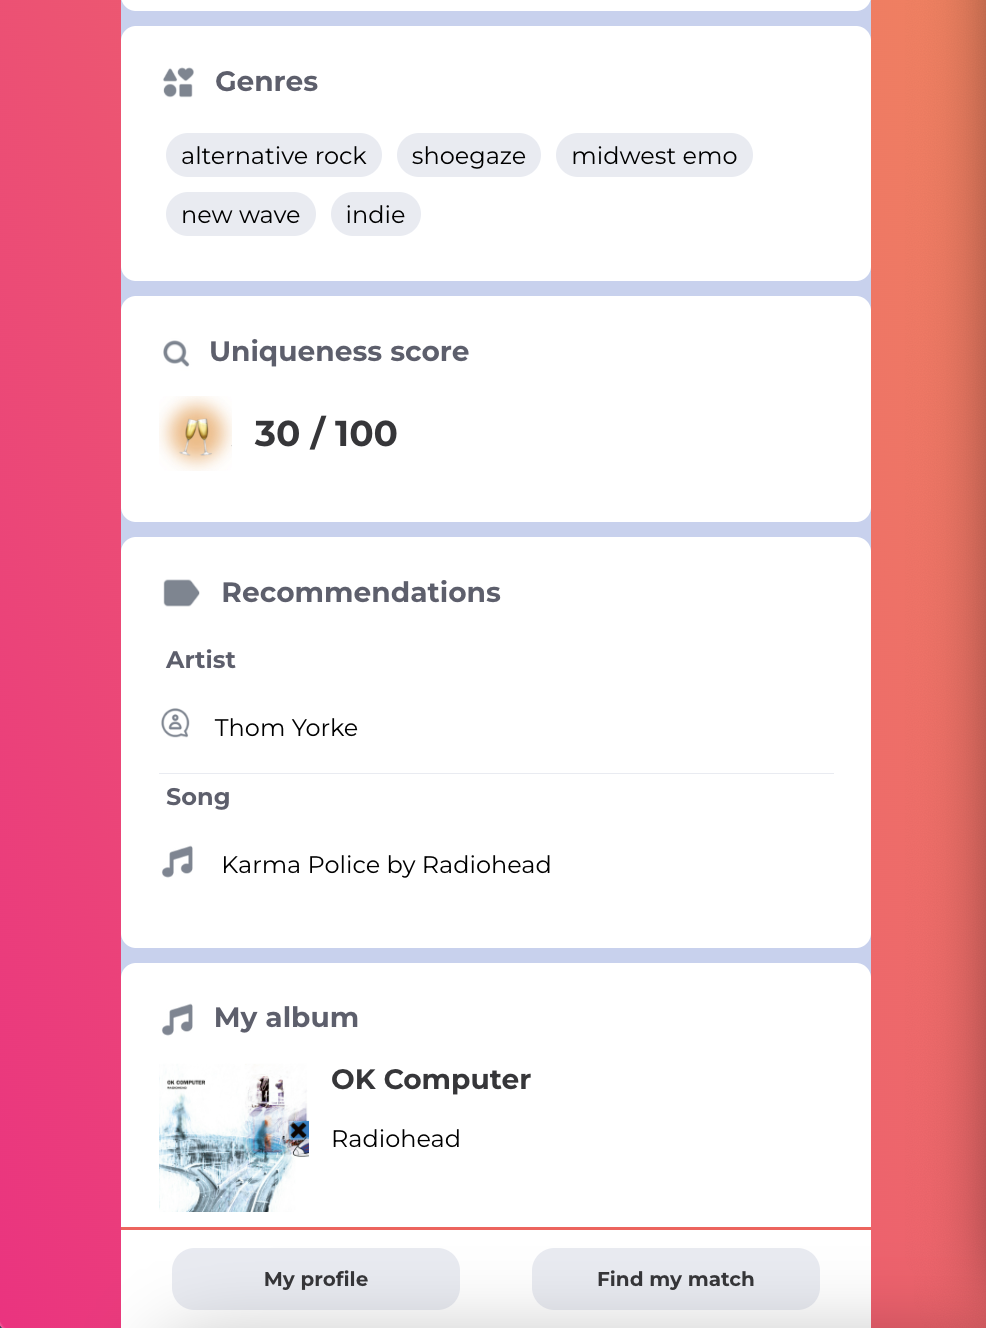 Genres
alternative rock shoegaze midwest emo
new wave indie
Uniqueness score
30 / 100
Recommendations
Artist
Thom Yorke
Song
Karma Police by Radiohead
My album
OK COMPUTER
RADIOHEAD
OK Computer
Radiohead
My profile Find my match